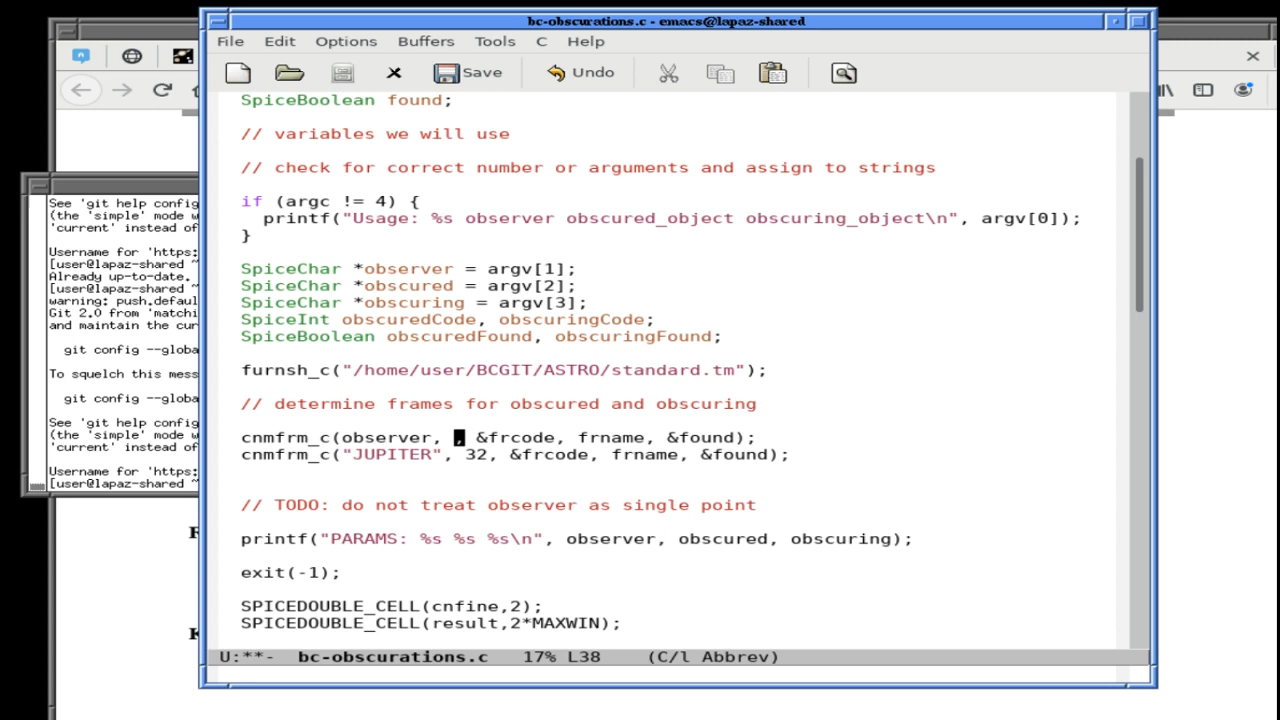 bc-obscurations.c - emacs@lapaz-shared
File Edit Options Buffers Tools C Help
Save Undo
SpiceBoolean found;
// variables we will use
// check for correct number or arguments and assign to strings
if (argc != 4) {
printf("Usage: %s observer obscured_object obscuring_object\n", argv[0]);
}
SpiceChar *observer = argv[1];
SpiceChar *obscured = argv[2];
SpiceChar *obscuring = argv[3];
SpiceInt obscuredCode, obscuringCode;
SpiceBoolean obscuredFound, obscuringFound;
furnsh_c("/home/user/BCGIT/ASTRO/standard.tm");
// determine frames for obscured and obscuring
cnmfrm_c(observer, , &frcode, frname, &found);
cnmfrm_c("JUPITER", 32, &frcode, frname, &found);
// TODO: do not treat observer as single point
printf("PARAMS: %s %s %s\n", observer, obscured, obscuring);
exit(-1);
SPICEDOUBLE_CELL(cnfine,2);
SPICEDOUBLE_CELL(result,2*MAXWIN);
U:**- bc-obscurations.c 17% L38 (C/l Abbrev)
See 'git help config
(the 'simple' mode w
'current' instead of
Username for 'https:
[user@lapaz-shared ~
Already up-to-date.
[user@lapaz-shared ~
warning: push.defaul
Git 2.0 from 'matchi
and maintain the cur
git config --globa
To squelch this mess
git config --globa
See 'git help config
(the 'simple' mode w
'current' instead of
Username for 'https:
[user@lapaz-shared ~